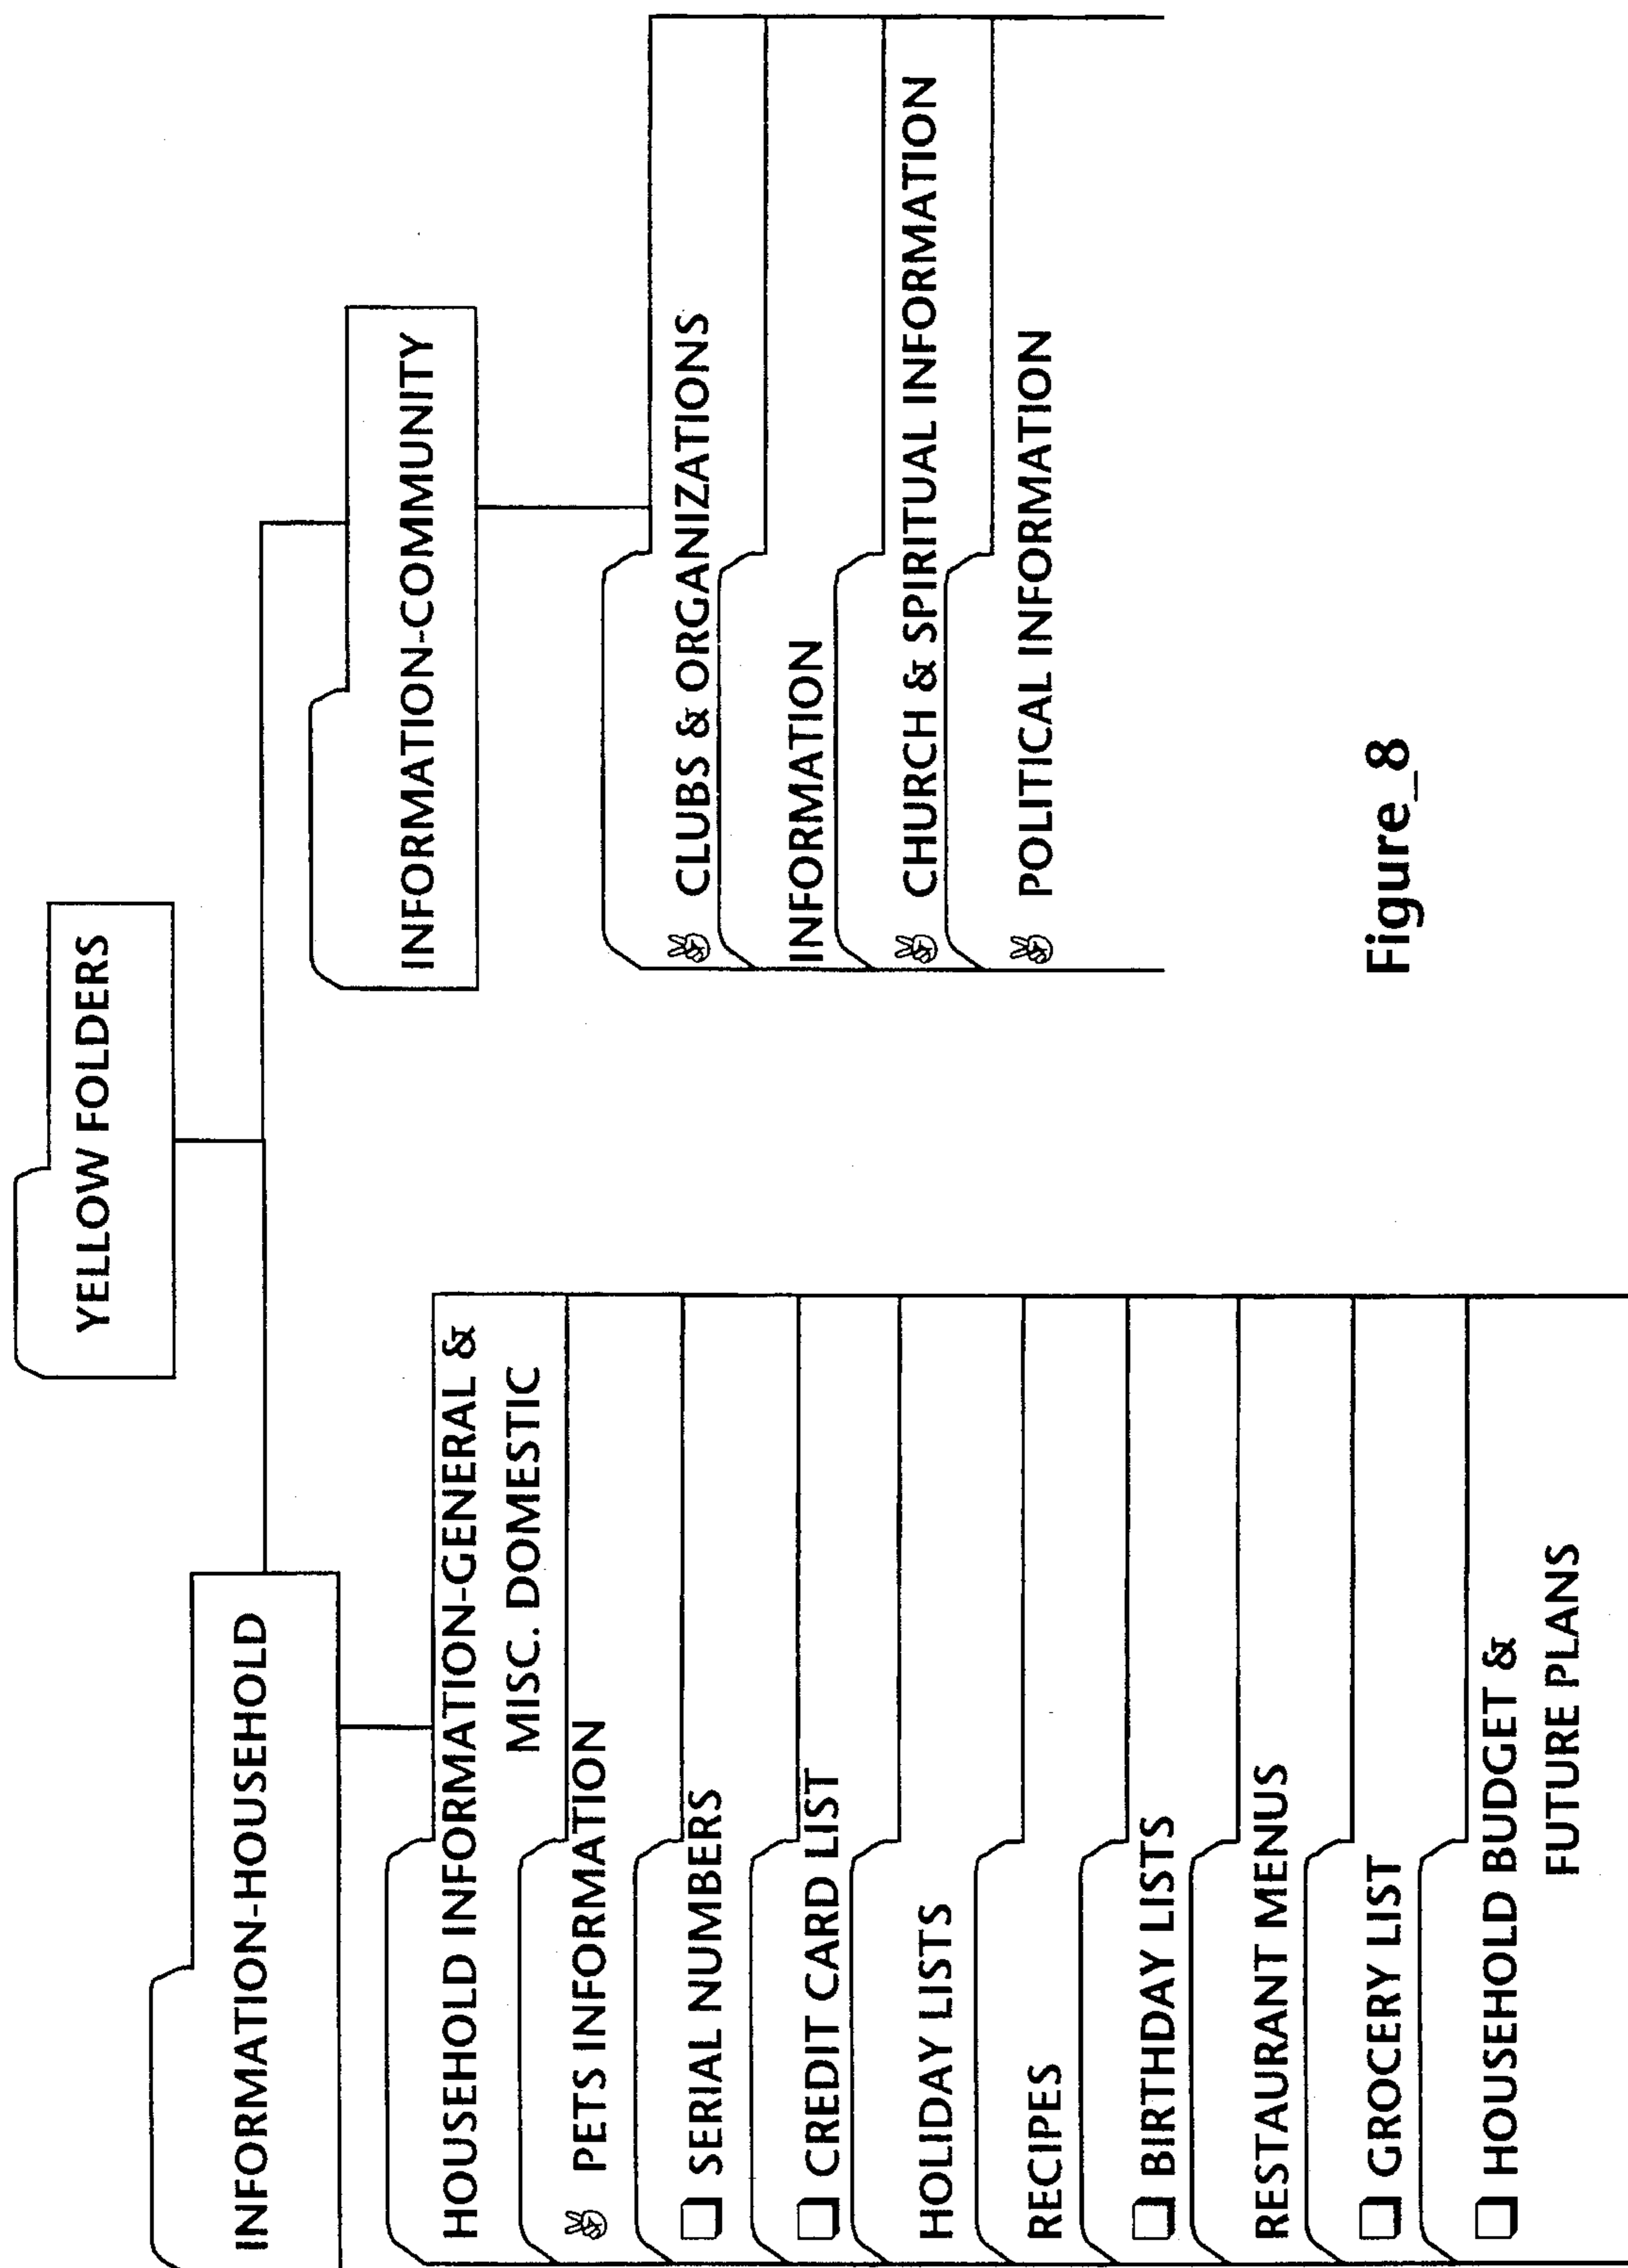 YELLOW FOLDERS
INFORMATION-HOUSEHOLD
HOUSEHOLD INFORMATION-GENERAL &
MISC. DOMESTIC
✌ PETS INFORMATION
❑ SERIAL NUMBERS
❑ CREDIT CARD LIST
HOLIDAY LISTS
RECIPES
❑ BIRTHDAY LISTS
RESTAURANT MENUS
❑ GROCERY LIST
❑ HOUSEHOLD BUDGET &
FUTURE PLANS
INFORMATION-COMMUNITY
✌ CLUBS & ORGANIZATIONS
INFORMATION
✌ CHURCH & SPIRITUAL INFORMATION
✌ POLITICAL INFORMATION
Figure_8